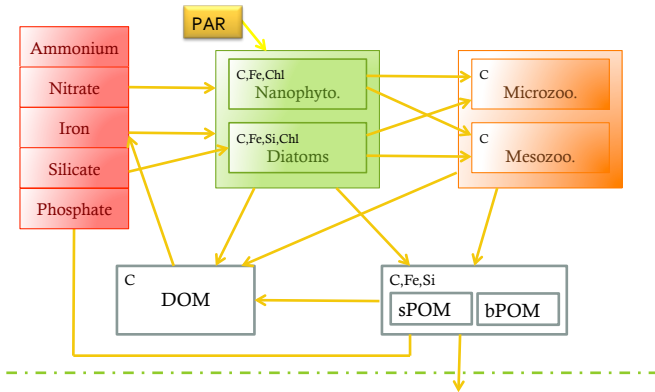 PAR
Ammonium
Nitrate
Iron
Silicate
Phosphate
C,Fe,Chl
Nanophyto.
C,Fe,Si,Chl
Diatoms
C
Microzoo.
C
Mesozoo.
C
DOM
C,Fe,Si
sPOM
bPOM